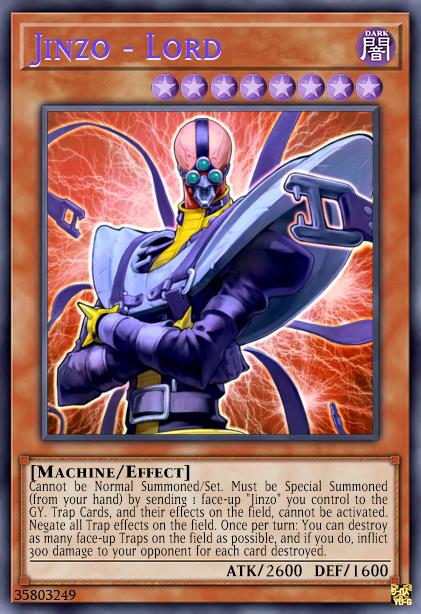 Jinzo - Lord
DARK
闇
[Machine/Effect]
Cannot be Normal Summoned/Set. Must be Special Summoned
(from your hand) by sending 1 face-up "Jinzo" you control to the
GY. Trap Cards, and their effects on the field, cannot be activated.
Negate all Trap effects on the field. Once per turn: You can destroy
as many face-up Traps on the field as possible, and if you do, inflict
300 damage to your opponent for each card destroyed.
ATK/2600 DEF/1600
35803249